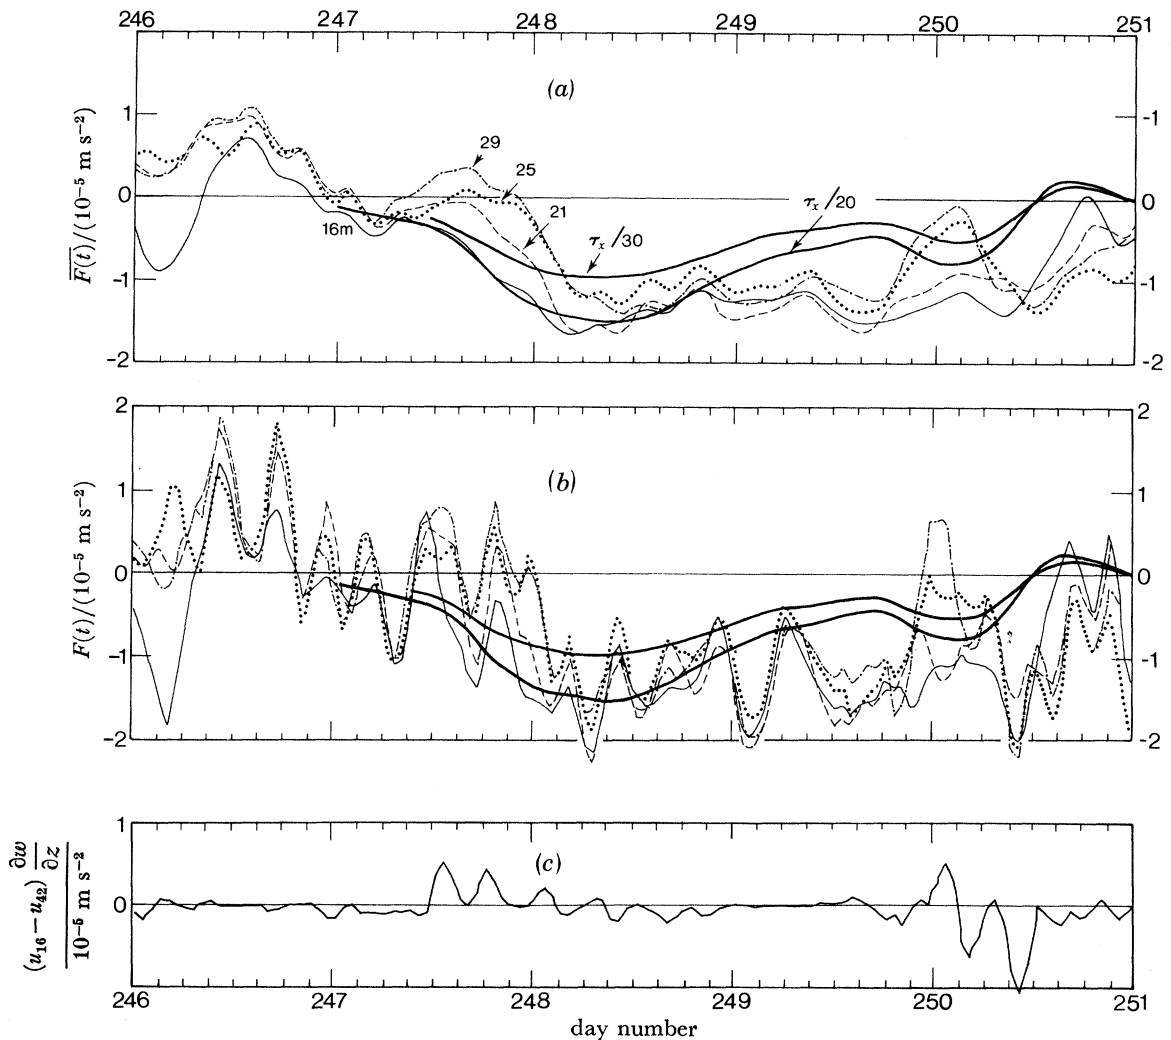 246 247 248 249 250 251
(a)
1 -1
29
25
0 0
τx/20
21
16m
τx/30
-1 -1
-2 -2
F(t)/(10⁻⁵ m s⁻²)
2 2
(b)
1 1
0 0
-1 -1
-2 -2
F(t)/(10⁻⁵ m s⁻²)
1
(c)
0
(u₁₆ − u₄₂) ∂w/∂z
10⁻⁵ m s⁻²
246 247 248 249 250 251
day number